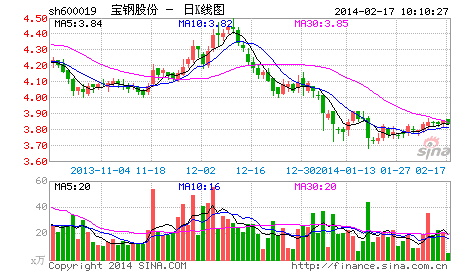 sh600019 宝钢股份 - 日K线图 2014-02-17 10:10:27
MA5:3.84 MA10:3.82 MA30:3.85
4.50
4.40
4.30
4.20
4.10
4.00
3.90
3.80
3.70
3.60
sina
2013-11-04 11-18 12-02 12-16 12-30 2014-01-13 01-27 02-17
MA5:20 MA10:16 MA30:20
60
40
20
x万
Copyright 2014 SINA.COM http://finance.sina.com.cn